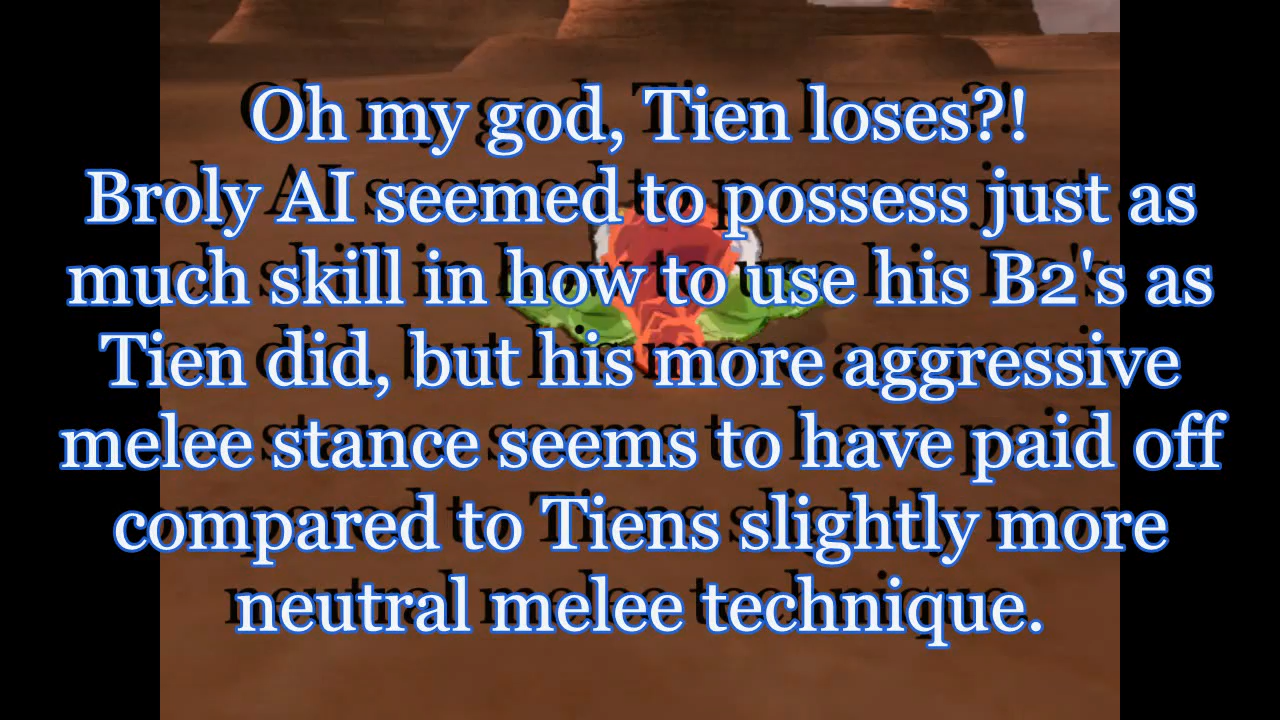 Oh my god, Tien loses?!
Broly AI seemed to possess just as
much skill in how to use his B2's as
Tien did, but his more aggressive
melee stance seems to have paid off
compared to Tiens slightly more
neutral melee technique.